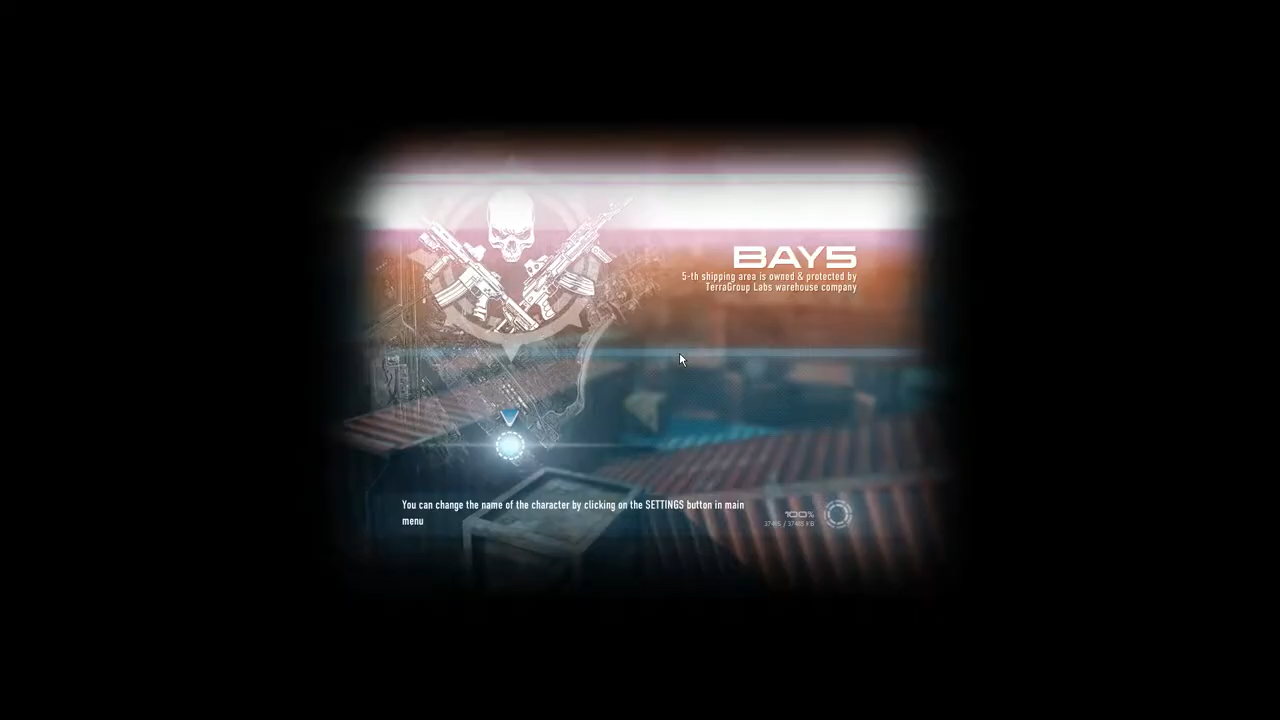 BAY5
5-th shipping area is owned & protected by
TerraGroup Labs warehouse company
You can change the name of the character by clicking on the SETTINGS button in main
menu
100%